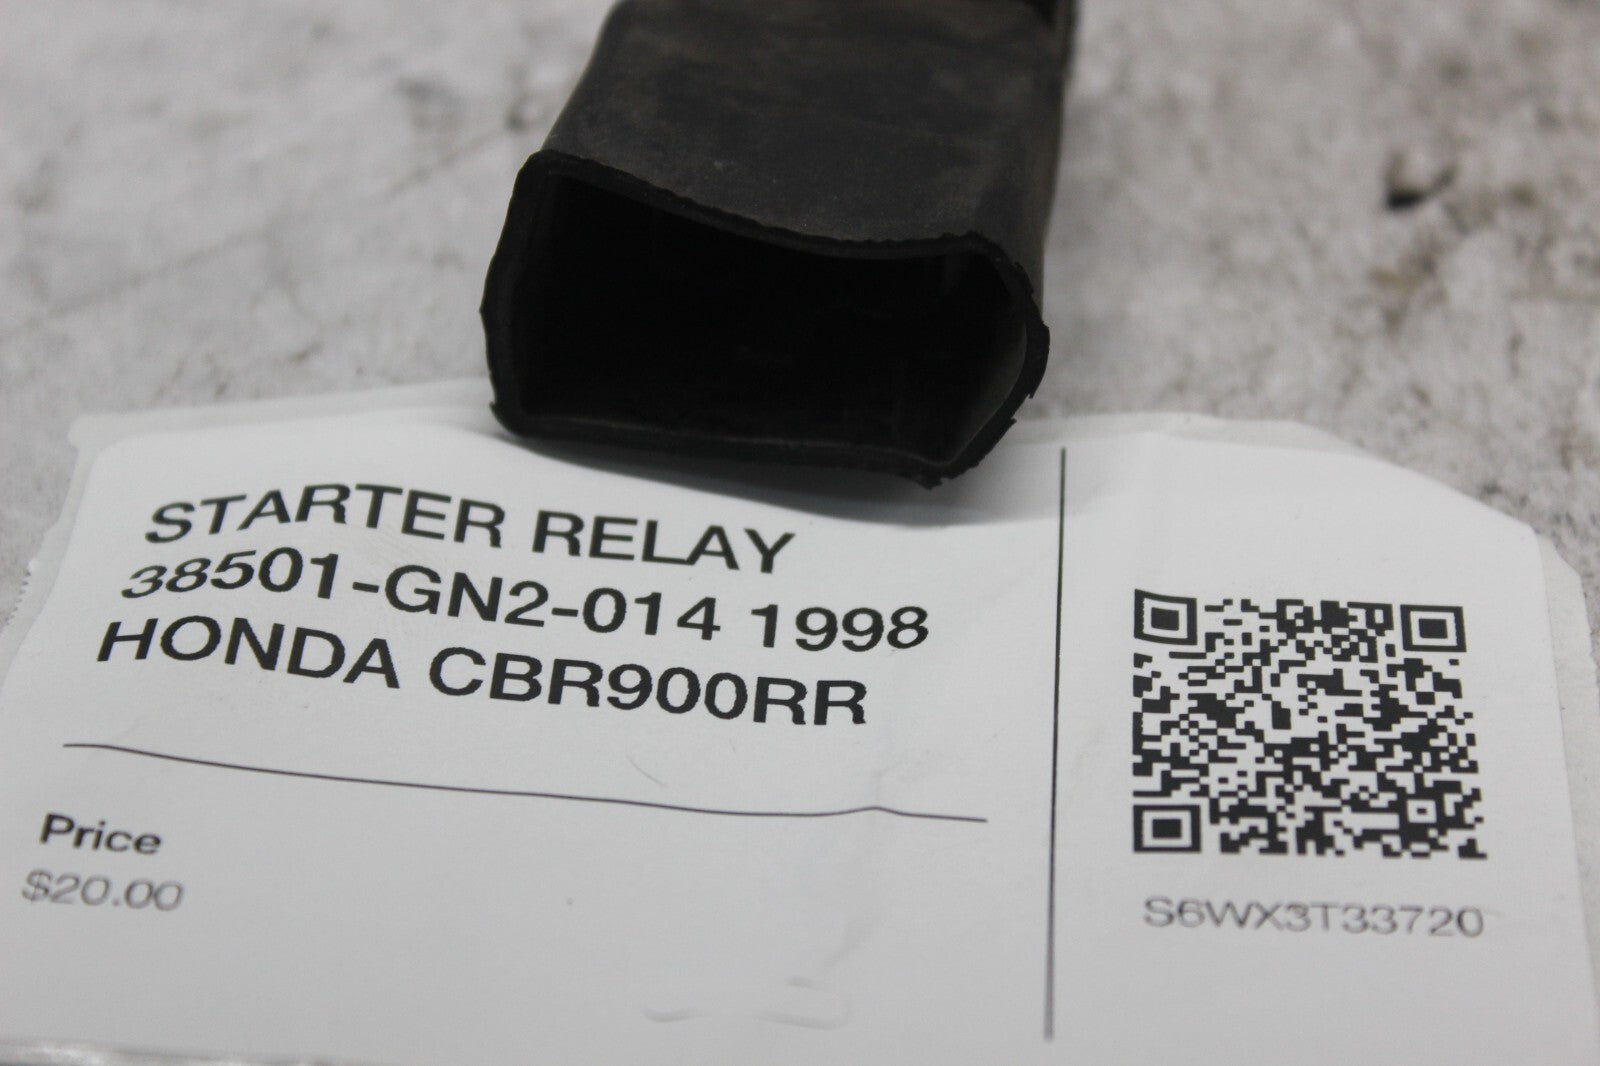 STARTER RELAY
38501-GN2-014 1998
HONDA CBR900RR
Price
$20.00
S6WX3T33720